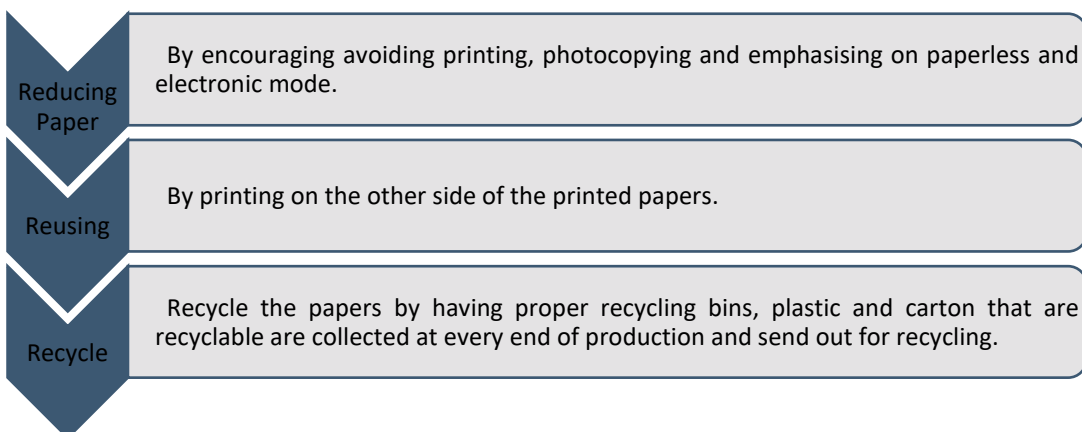 Reducing
Paper
By encouraging avoiding printing, photocopying and emphasising on paperless and
electronic mode.
Reusing
By printing on the other side of the printed papers.
Recycle
Recycle the papers by having proper recycling bins, plastic and carton that are
recyclable are collected at every end of production and send out for recycling.